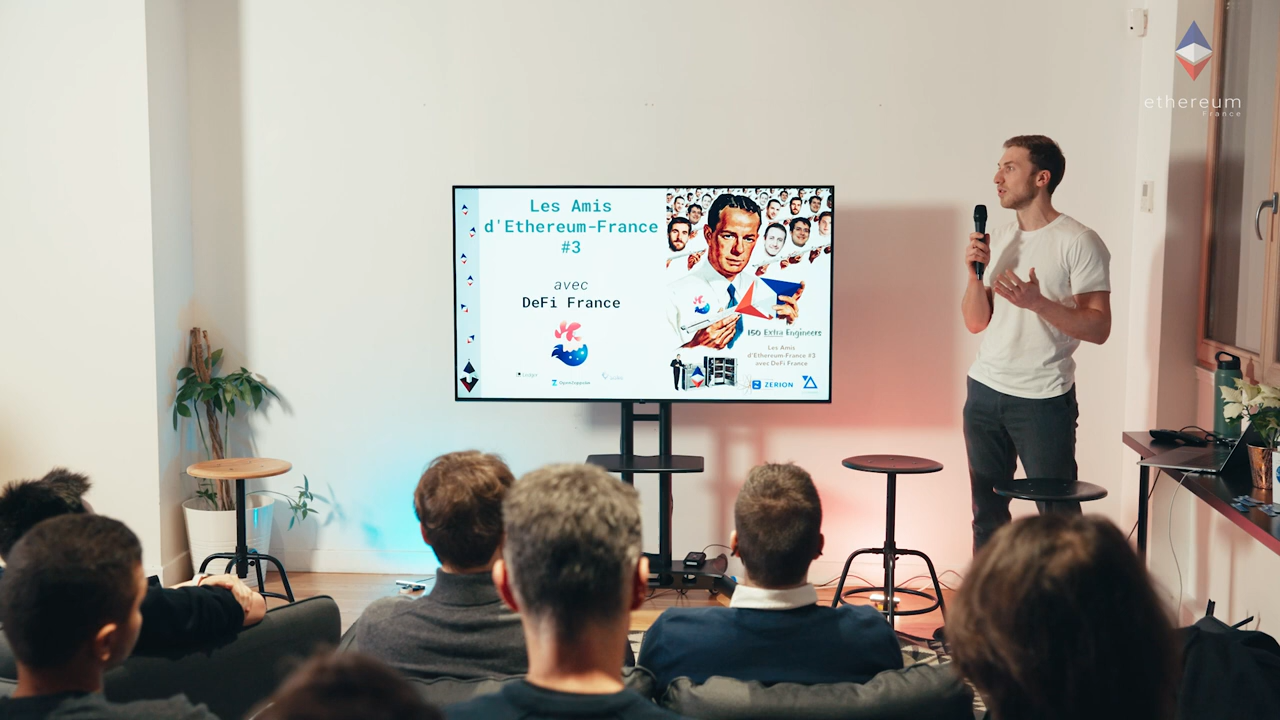 ethereum
France
Les Amis
d'Ethereum-France
#3
avec
DeFi France
150 Extra Engineers
Les Amis
d'Ethereum-France #3
avec DeFi France
ZERION